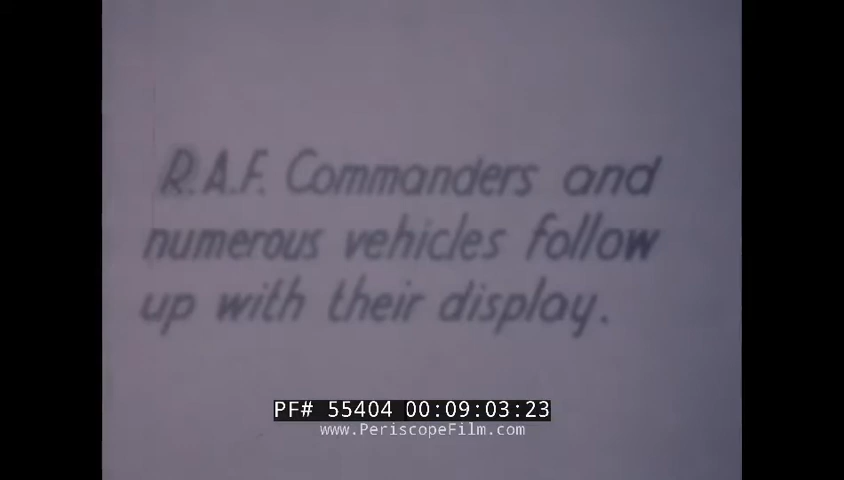 R.A.F. Commanders and
numerous vehicles follow
up with their display.
PF# 55404 00:09:03:23
www.PeriscopeFilm.com